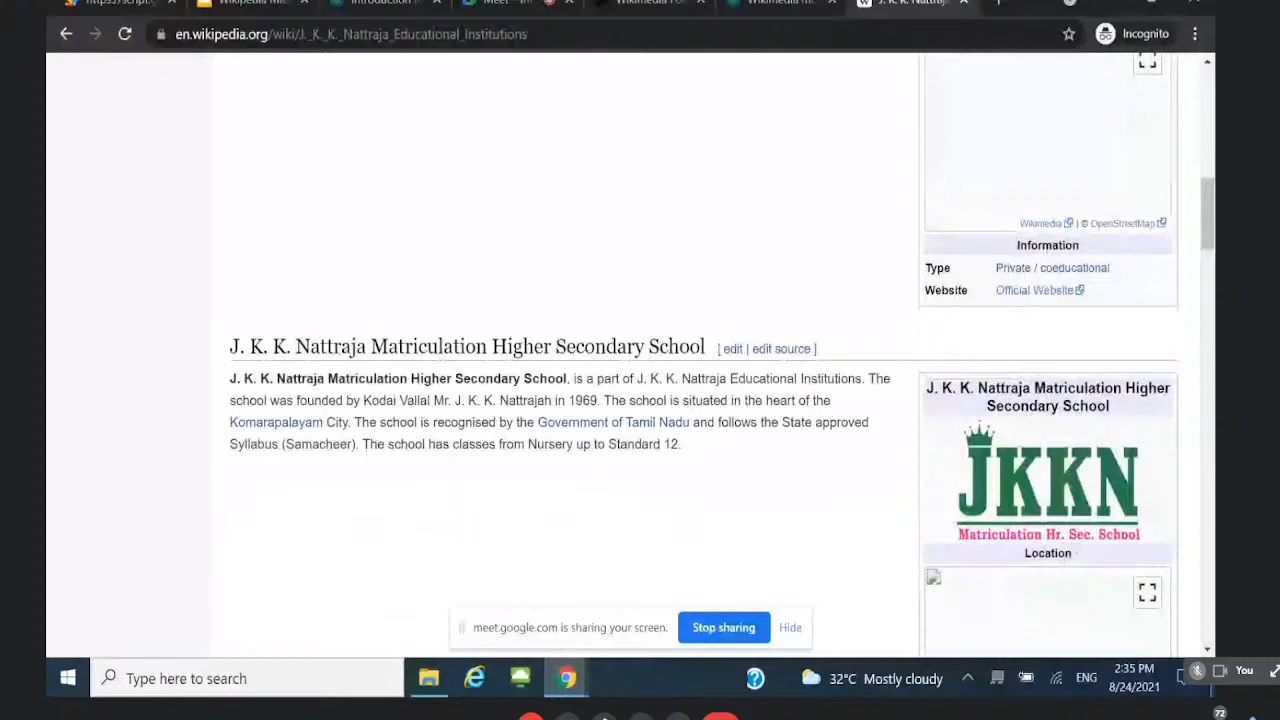 https://script
Introduction
Meet
J. K. K. Nattraj
en.wikipedia.org/wiki/J._K._K._Nattraja_Educational_Institutions
Incognito
Wikimedia | © OpenStreetMap
Information
Type Private / coeducational
Website Official Website
J. K. K. Nattraja Matriculation Higher Secondary School [ edit | edit source ]
J. K. K. Nattraja Matriculation Higher Secondary School, is a part of J. K. K. Nattraja Educational Institutions. The
school was founded by Kodai Vallal Mr. J. K. K. Nattrajah in 1969. The school is situated in the heart of the
Komarapalayam City. The school is recognised by the Government of Tamil Nadu and follows the State approved
Syllabus (Samacheer). The school has classes from Nursery up to Standard 12.
J. K. K. Nattraja Matriculation Higher
Secondary School
JKKN
Matriculation Hr. Sec. School
Location
meet.google.com is sharing your screen. Stop sharing Hide
Type here to search
32°C Mostly cloudy
ENG
2:35 PM
8/24/2021
You
72